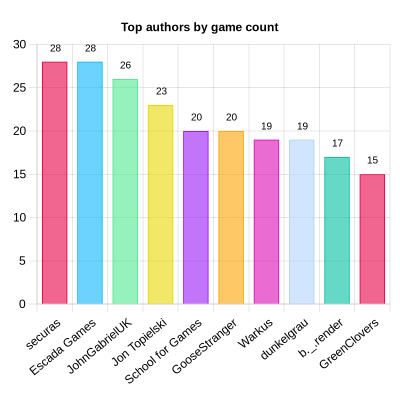 Top authors by game count
30
25
20
15
10
5
0
28
28
26
23
20
20
19
19
17
15
securas
Escada Games
JohnGabrielUK
Jon Topielski
School for Games
GooseStranger
Warkus
dunkelgrau
b._.render
GreenClovers